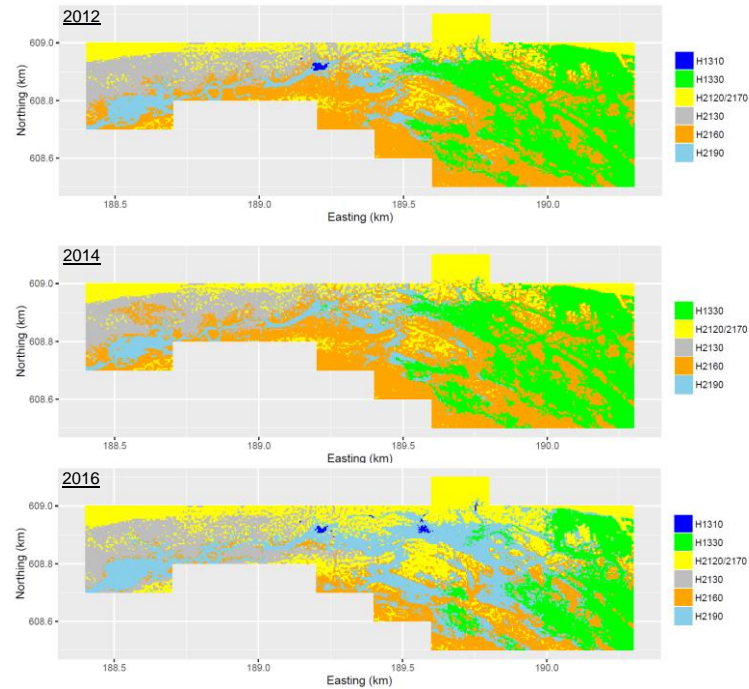 2012
609.0
608.8
608.6
Northing (km)
188.5 189.0 189.5 190.0
Easting (km)
H1310
H1330
H2120/2170
H2130
H2160
H2190
2014
609.0
608.8
608.6
Northing (km)
188.5 189.0 189.5 190.0
Easting (km)
H1330
H2120/2170
H2130
H2160
H2190
2016
609.0
608.8
608.6
Northing (km)
188.5 189.0 189.5 190.0
Easting (km)
H1310
H1330
H2120/2170
H2130
H2160
H2190